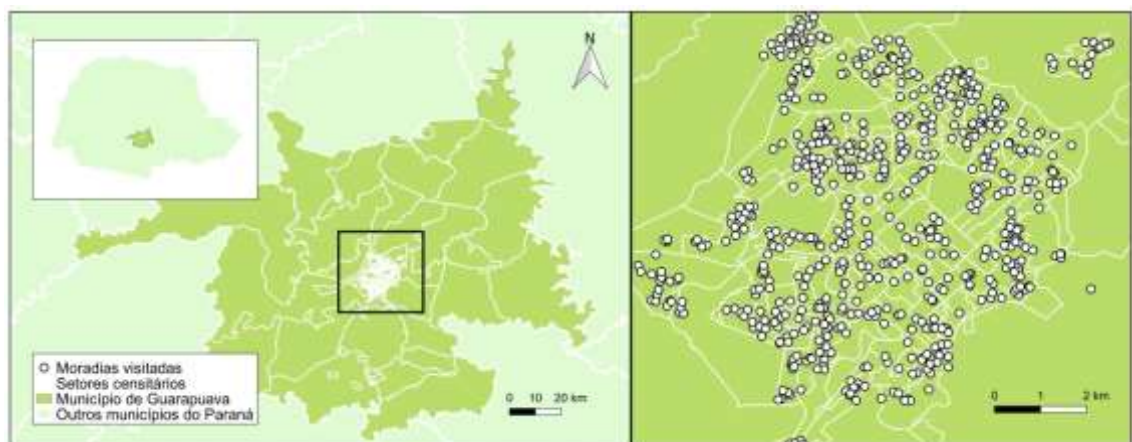 N
Moradias visitadas
Setores censitários
Município de Guarapuava
Outros municípios do Paraná
0 10 20 km
0 1 2 km